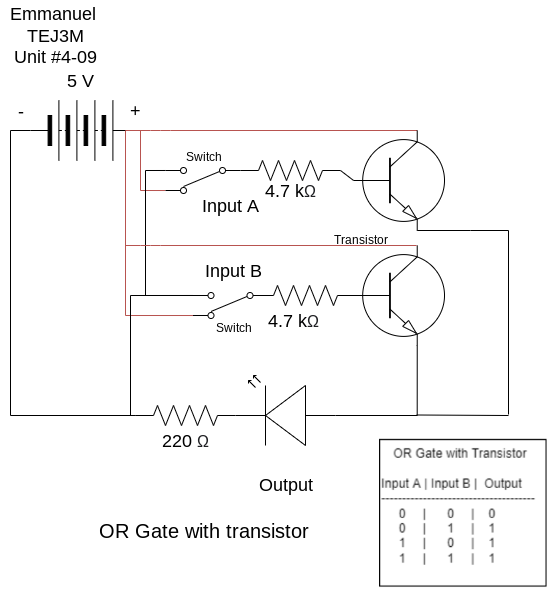 Emmanuel
TEJ3M
Unit #4-09
5 V
- +
Switch
4.7 kΩ
Input A
Transistor
Input B
4.7 kΩ
Switch
220 Ω
Output
OR Gate with transistor
OR Gate with Transistor
Input A | Input B | Output
--------------------------------------
0 | 0 | 0
0 | 1 | 1
1 | 0 | 1
1 | 1 | 1